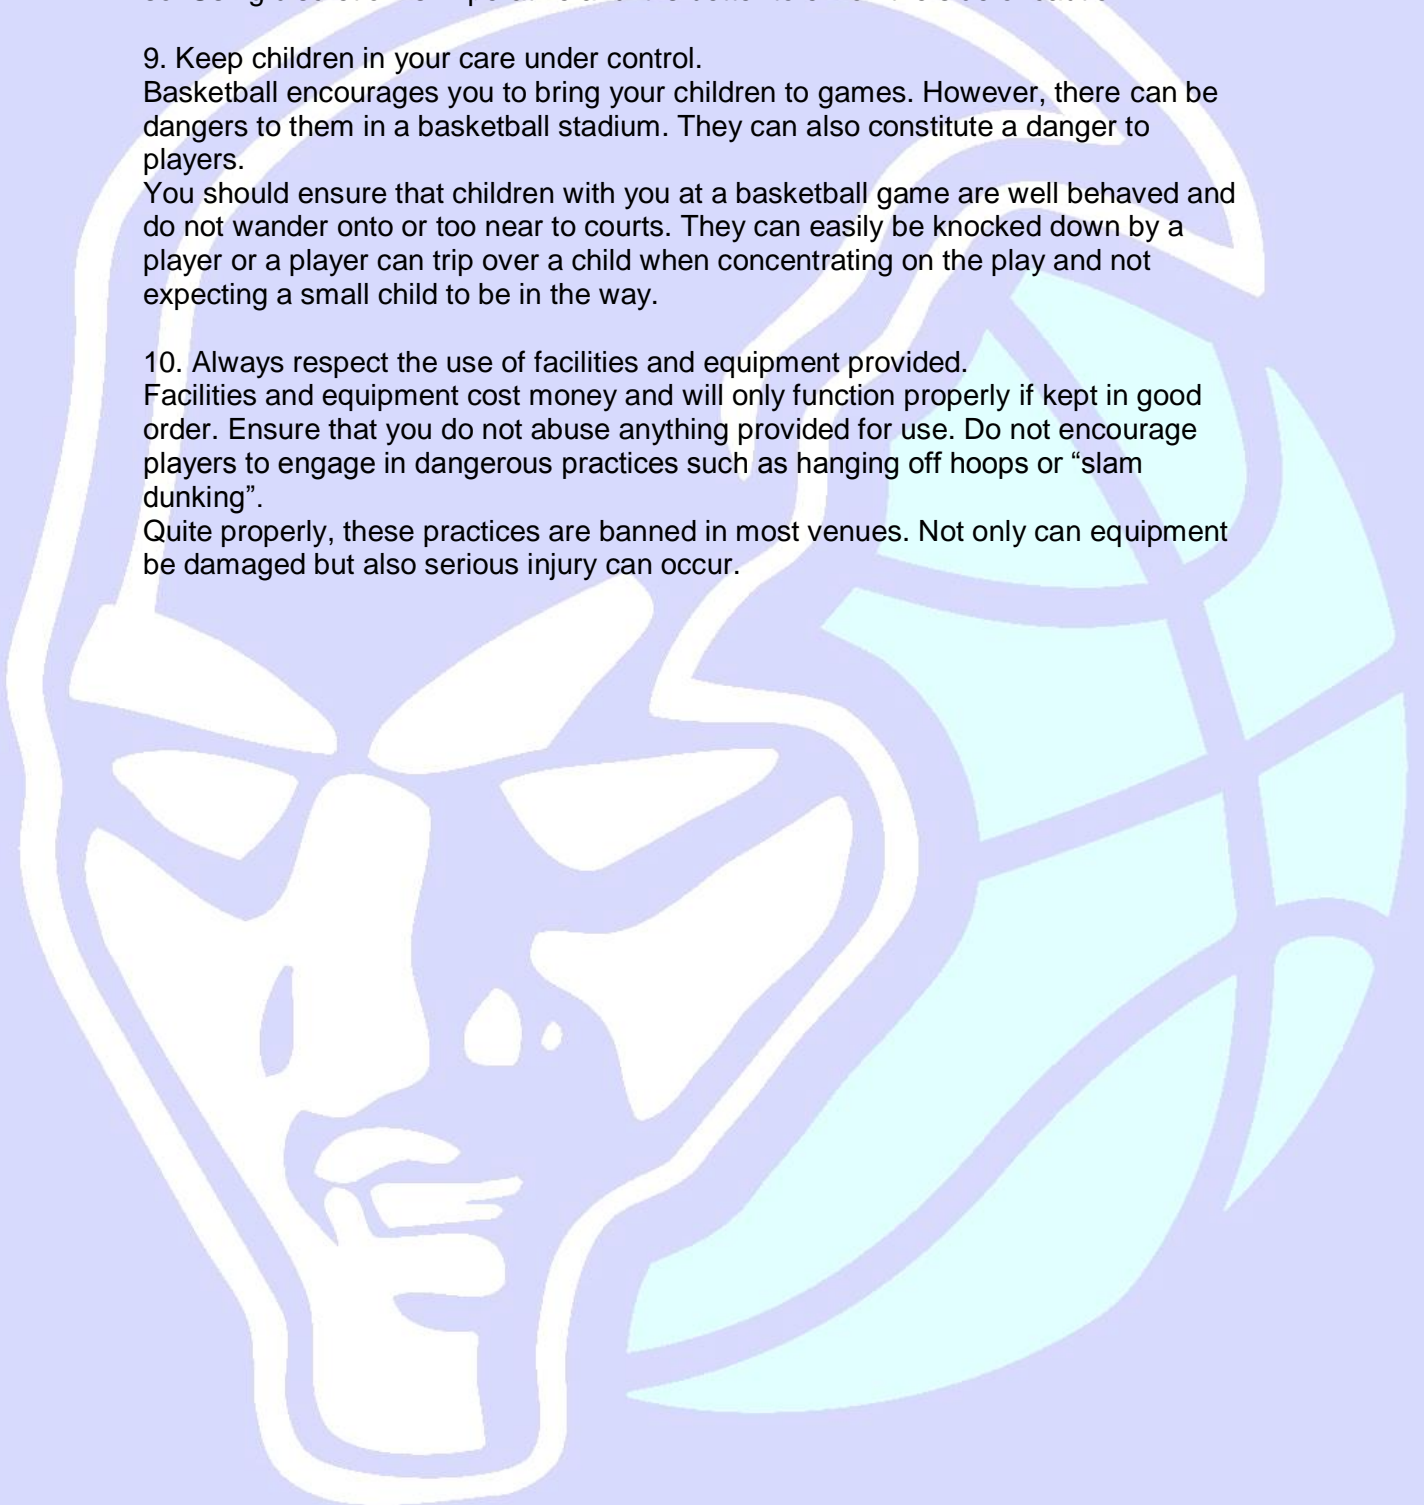 9. Keep children in your care under control.
Basketball encourages you to bring your children to games. However, there can be
dangers to them in a basketball stadium. They can also constitute a danger to
players.
You should ensure that children with you at a basketball game are well behaved and
do not wander onto or too near to courts. They can easily be knocked down by a
player or a player can trip over a child when concentrating on the play and not
expecting a small child to be in the way.
10. Always respect the use of facilities and equipment provided.
Facilities and equipment cost money and will only function properly if kept in good
order. Ensure that you do not abuse anything provided for use. Do not encourage
players to engage in dangerous practices such as hanging off hoops or “slam
dunking”.
Quite properly, these practices are banned in most venues. Not only can equipment
be damaged but also serious injury can occur.